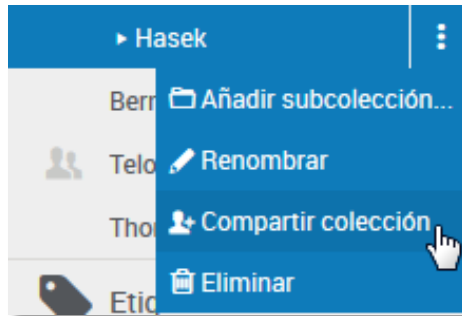 ▸ Hasek
Añadir subcolección...
Renombrar
Compartir colección
Eliminar